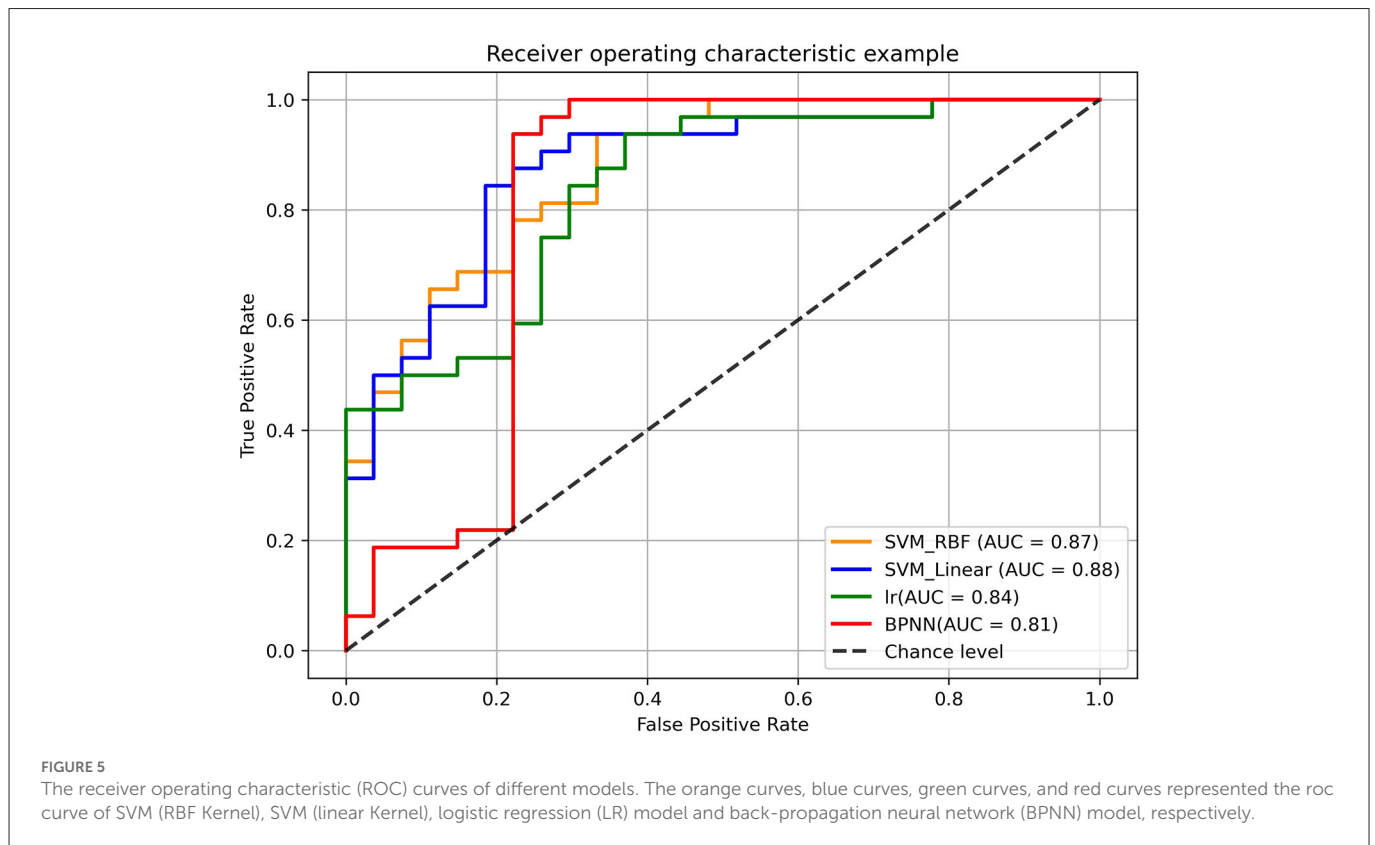 Receiver operating characteristic example
1.0
0.8
0.6
0.4
0.2
0.0
True Positive Rate
0.0 0.2 0.4 0.6 0.8 1.0
False Positive Rate
SVM_RBF (AUC = 0.87)
SVM_Linear (AUC = 0.88)
lr(AUC = 0.84)
BPNN(AUC = 0.81)
Chance level
FIGURE 5
The receiver operating characteristic (ROC) curves of different models. The orange curves, blue curves, green curves, and red curves represented the roc
curve of SVM (RBF Kernel), SVM (linear Kernel), logistic regression (LR) model and back-propagation neural network (BPNN) model, respectively.